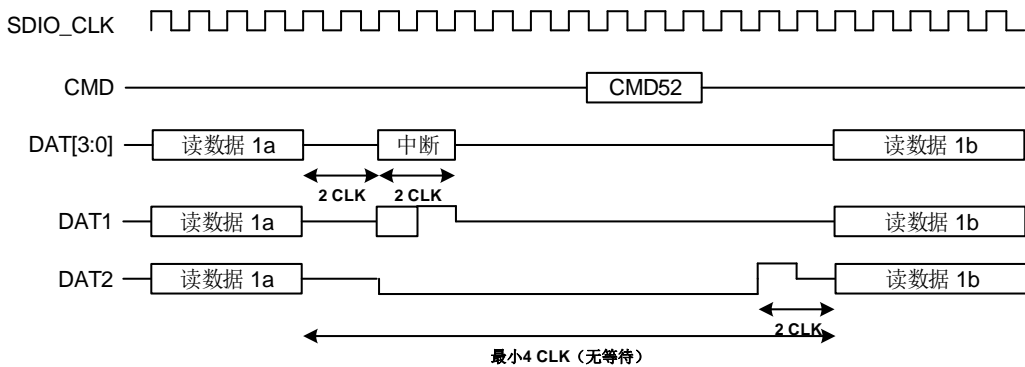 SDIO_CLK
CMD
CMD52
DAT[3:0]
读数据 1a
中断
读数据 1b
2 CLK
2 CLK
DAT1
读数据 1a
读数据 1b
DAT2
读数据 1a
读数据 1b
2 CLK
最小4 CLK（无等待）